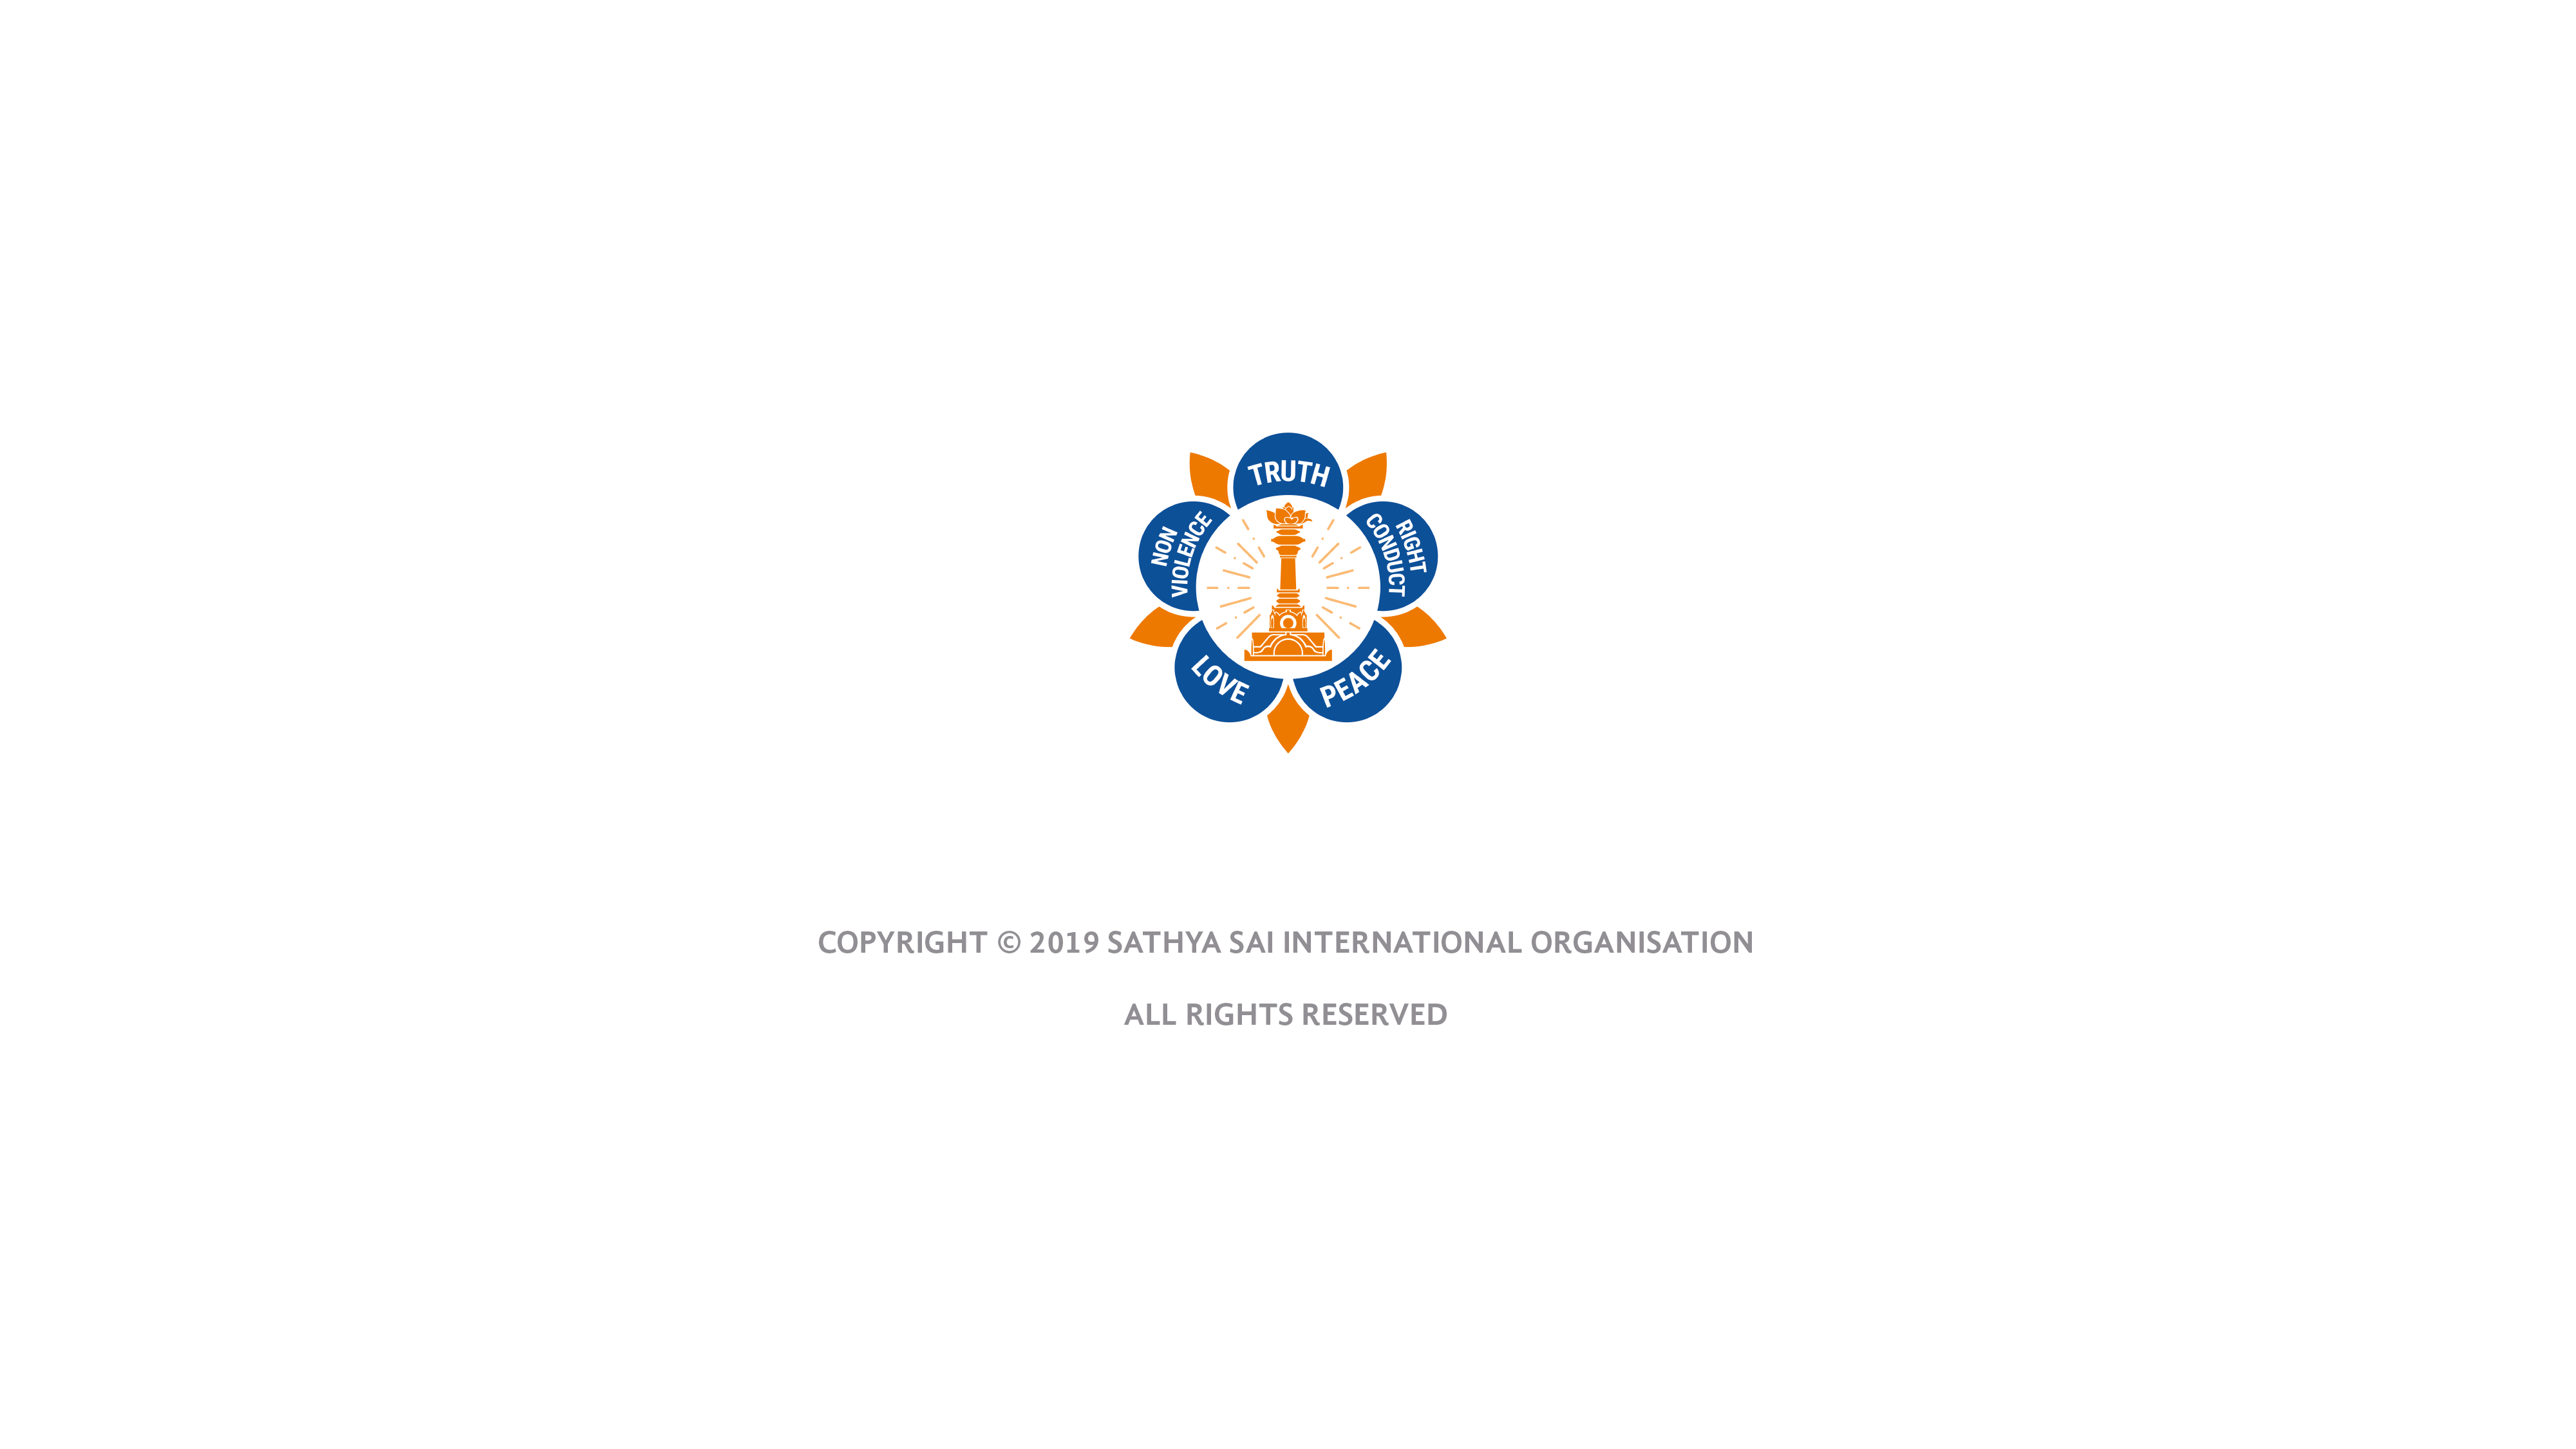 TRUTH
NON
VIOLENCE
RIGHT
CONDUCT
LOVE
PEACE
COPYRIGHT © 2019 SATHYA SAI INTERNATIONAL ORGANISATION
ALL RIGHTS RESERVED